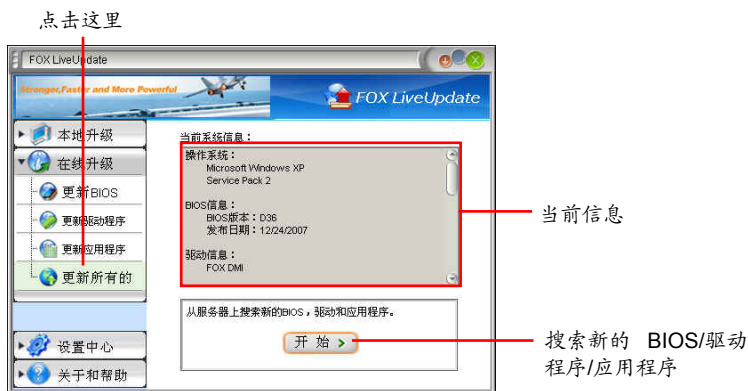 点击这里
FOX LiveUpdate
Stronger,Faster and More Powerful
FOX LiveUpdate
本地升级
在线升级
更新BIOS
更新驱动程序
更新应用程序
更新所有的
设置中心
关于和帮助
当前系统信息：
操作系统：
Microsoft Windows XP
Service Pack 2
BIOS信息：
BIOS版本：D36
发布日期：12/24/2007
驱动信息：
FOX DMI
从服务器上搜索新的BIOS，驱动和应用程序。
开 始
当前信息
搜索新的 BIOS/驱动
程序/应用程序